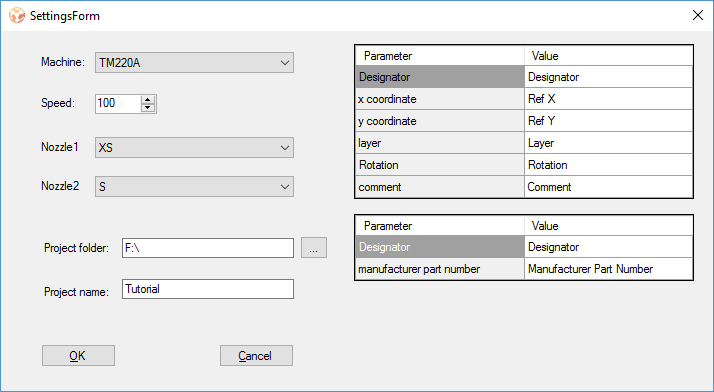 SettingsForm
Machine: TM220A
Speed: 100
Nozzle1 XS
Nozzle2 S
Project folder: F:\ ...
Project name: Tutorial
OK Cancel
Parameter Value
Designator Designator
x coordinate Ref X
y coordinate Ref Y
layer Layer
Rotation Rotation
comment Comment
Parameter Value
Designator Designator
manufacturer part number Manufacturer Part Number